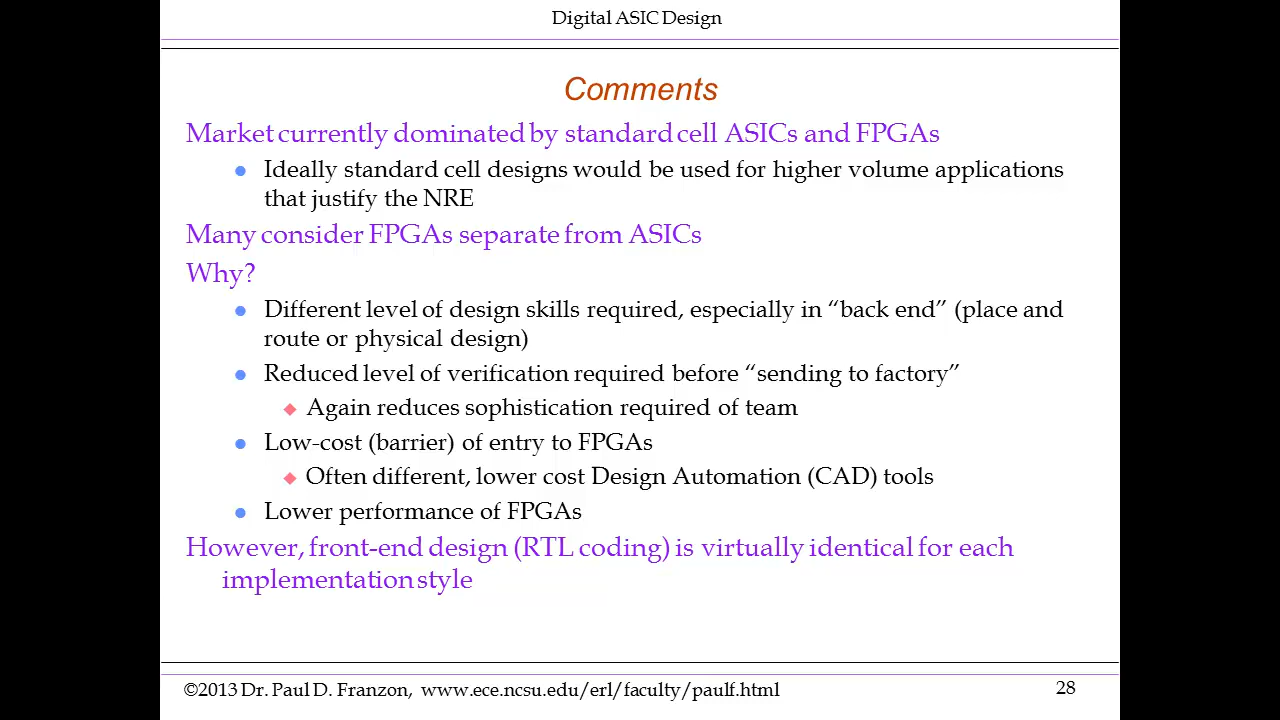 Digital ASIC Design
Comments
Market currently dominated by standard cell ASICs and FPGAs
Ideally standard cell designs would be used for higher volume applications
that justify the NRE
Many consider FPGAs separate from ASICs
Why?
Different level of design skills required, especially in “back end” (place and
route or physical design)
Reduced level of verification required before “sending to factory”
Again reduces sophistication required of team
Low-cost (barrier) of entry to FPGAs
Often different, lower cost Design Automation (CAD) tools
Lower performance of FPGAs
However, front-end design (RTL coding) is virtually identical for each
implementation style
©2013 Dr. Paul D. Franzon, www.ece.ncsu.edu/erl/faculty/paulf.html
28